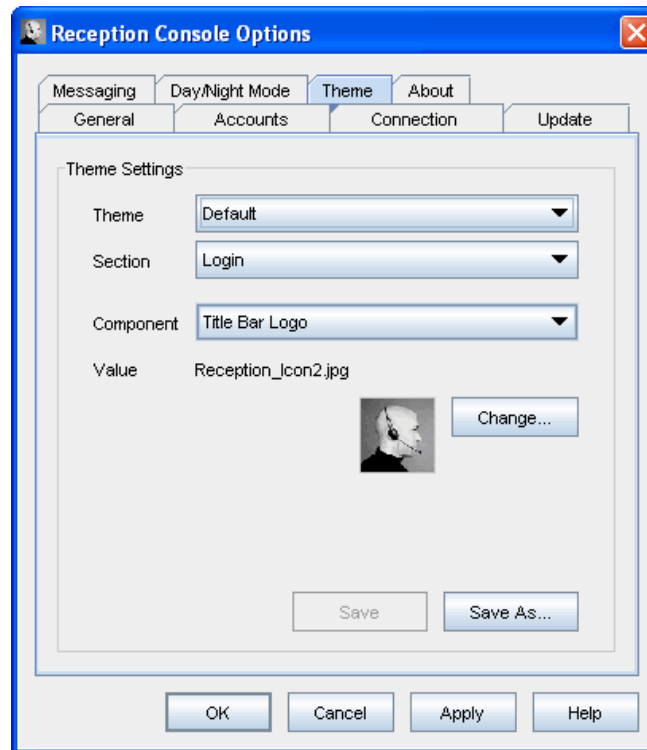 Reception Console Options
Messaging Day/Night Mode Theme About
General Accounts Connection Update
Theme Settings
Theme Default
Section Login
Component Title Bar Logo
Value Reception_Icon2.jpg
Change...
Save Save As...
OK Cancel Apply Help